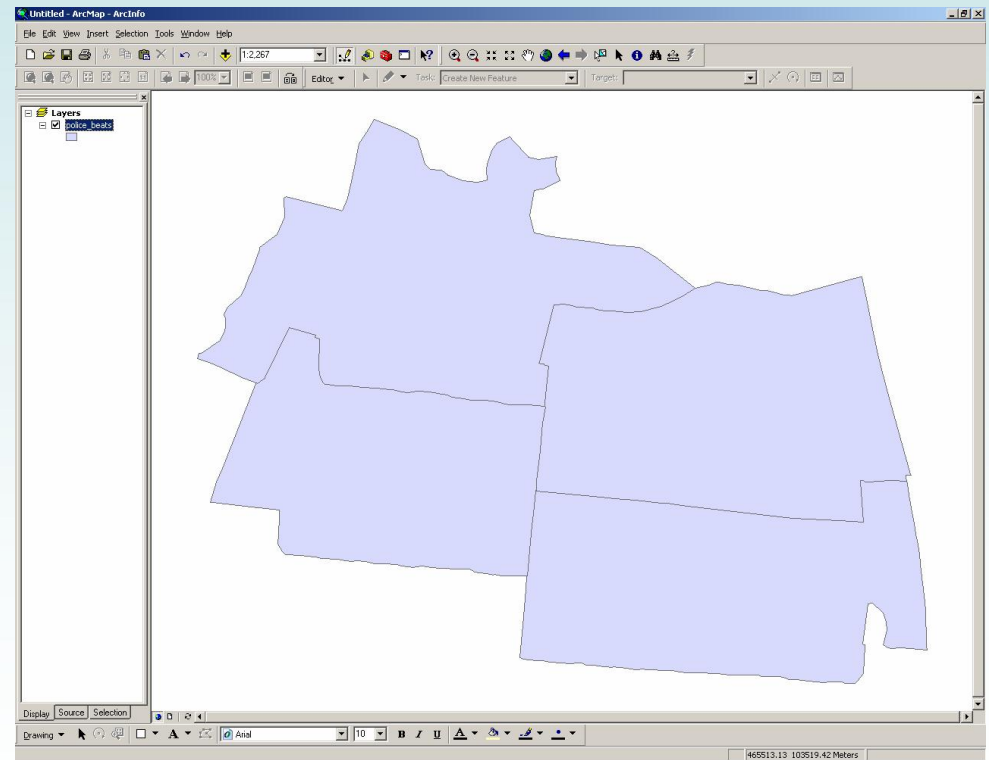 Untitled - ArcMap - ArcInfo
File Edit View Insert Selection Tools Window Help
1:2,267
100% Editor Task: Create New Feature Target:
Layers
police_beats
Display Source Selection
Drawing A Arial 10 B I U A
465513.13 103519.42 Meters